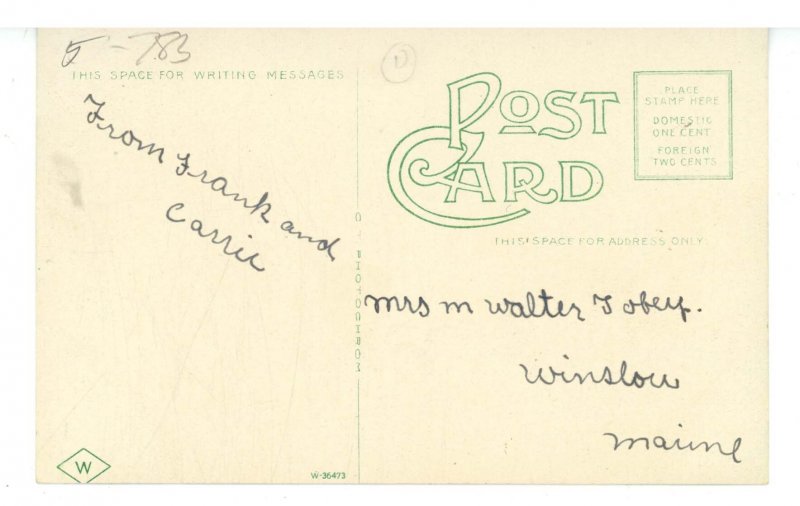 5-783
D
THIS SPACE FOR WRITING MESSAGES
From Frank and
Carrie
POST
CARD
PLACE
STAMP HERE
DOMESTIC
ONE CENT
FOREIGN
TWO CENTS
THIS SPACE FOR ADDRESS ONLY.
Mrs M Walter Tobey.
Winslow
Maine
W
W-36473